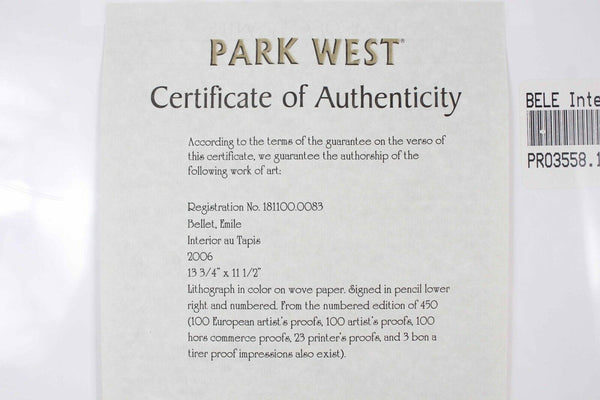 PARK WEST®
Certificate of Authenticity
According to the terms of the guarantee on the verso of
this certificate, we guarantee the authorship of the
following work of art:
Registration No. 181100.0083
Bellet, Emile
Interior au Tapis
2006
13 3/4" x 11 1/2"
Lithograph in color on wove paper. Signed in pencil lower
right and numbered. From the numbered edition of 450
(100 European artist's proofs, 100 artist's proofs, 100
hors commerce proofs, 23 printer's proofs, and 3 bon a
tirer proof impressions also exist).
BELE Inte
PR03558.1